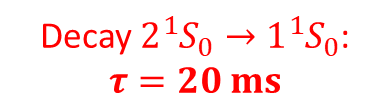 Decay 2¹S₀ → 1¹S₀:
τ = 20 ms